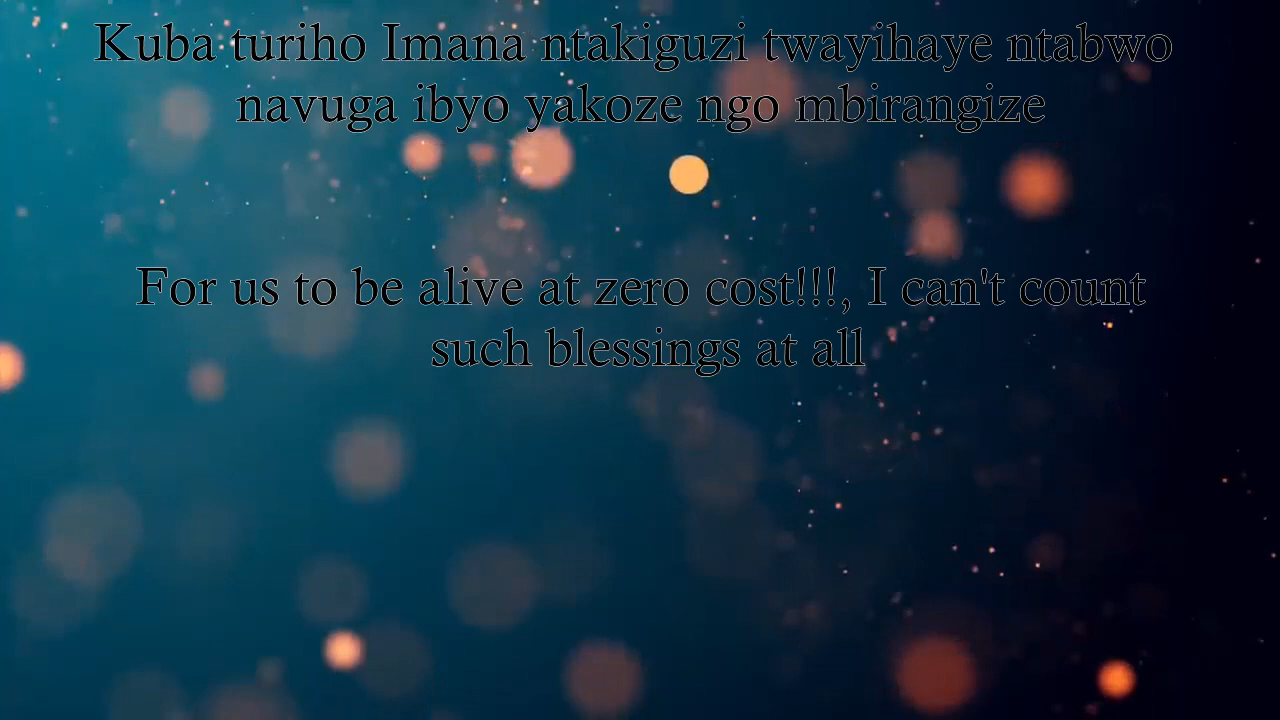 Kuba turiho Imana ntakiguzi twayihaye ntabwo
navuga ibyo yakoze ngo mbirangize
For us to be alive at zero cost!!!, I can't count
such blessings at all